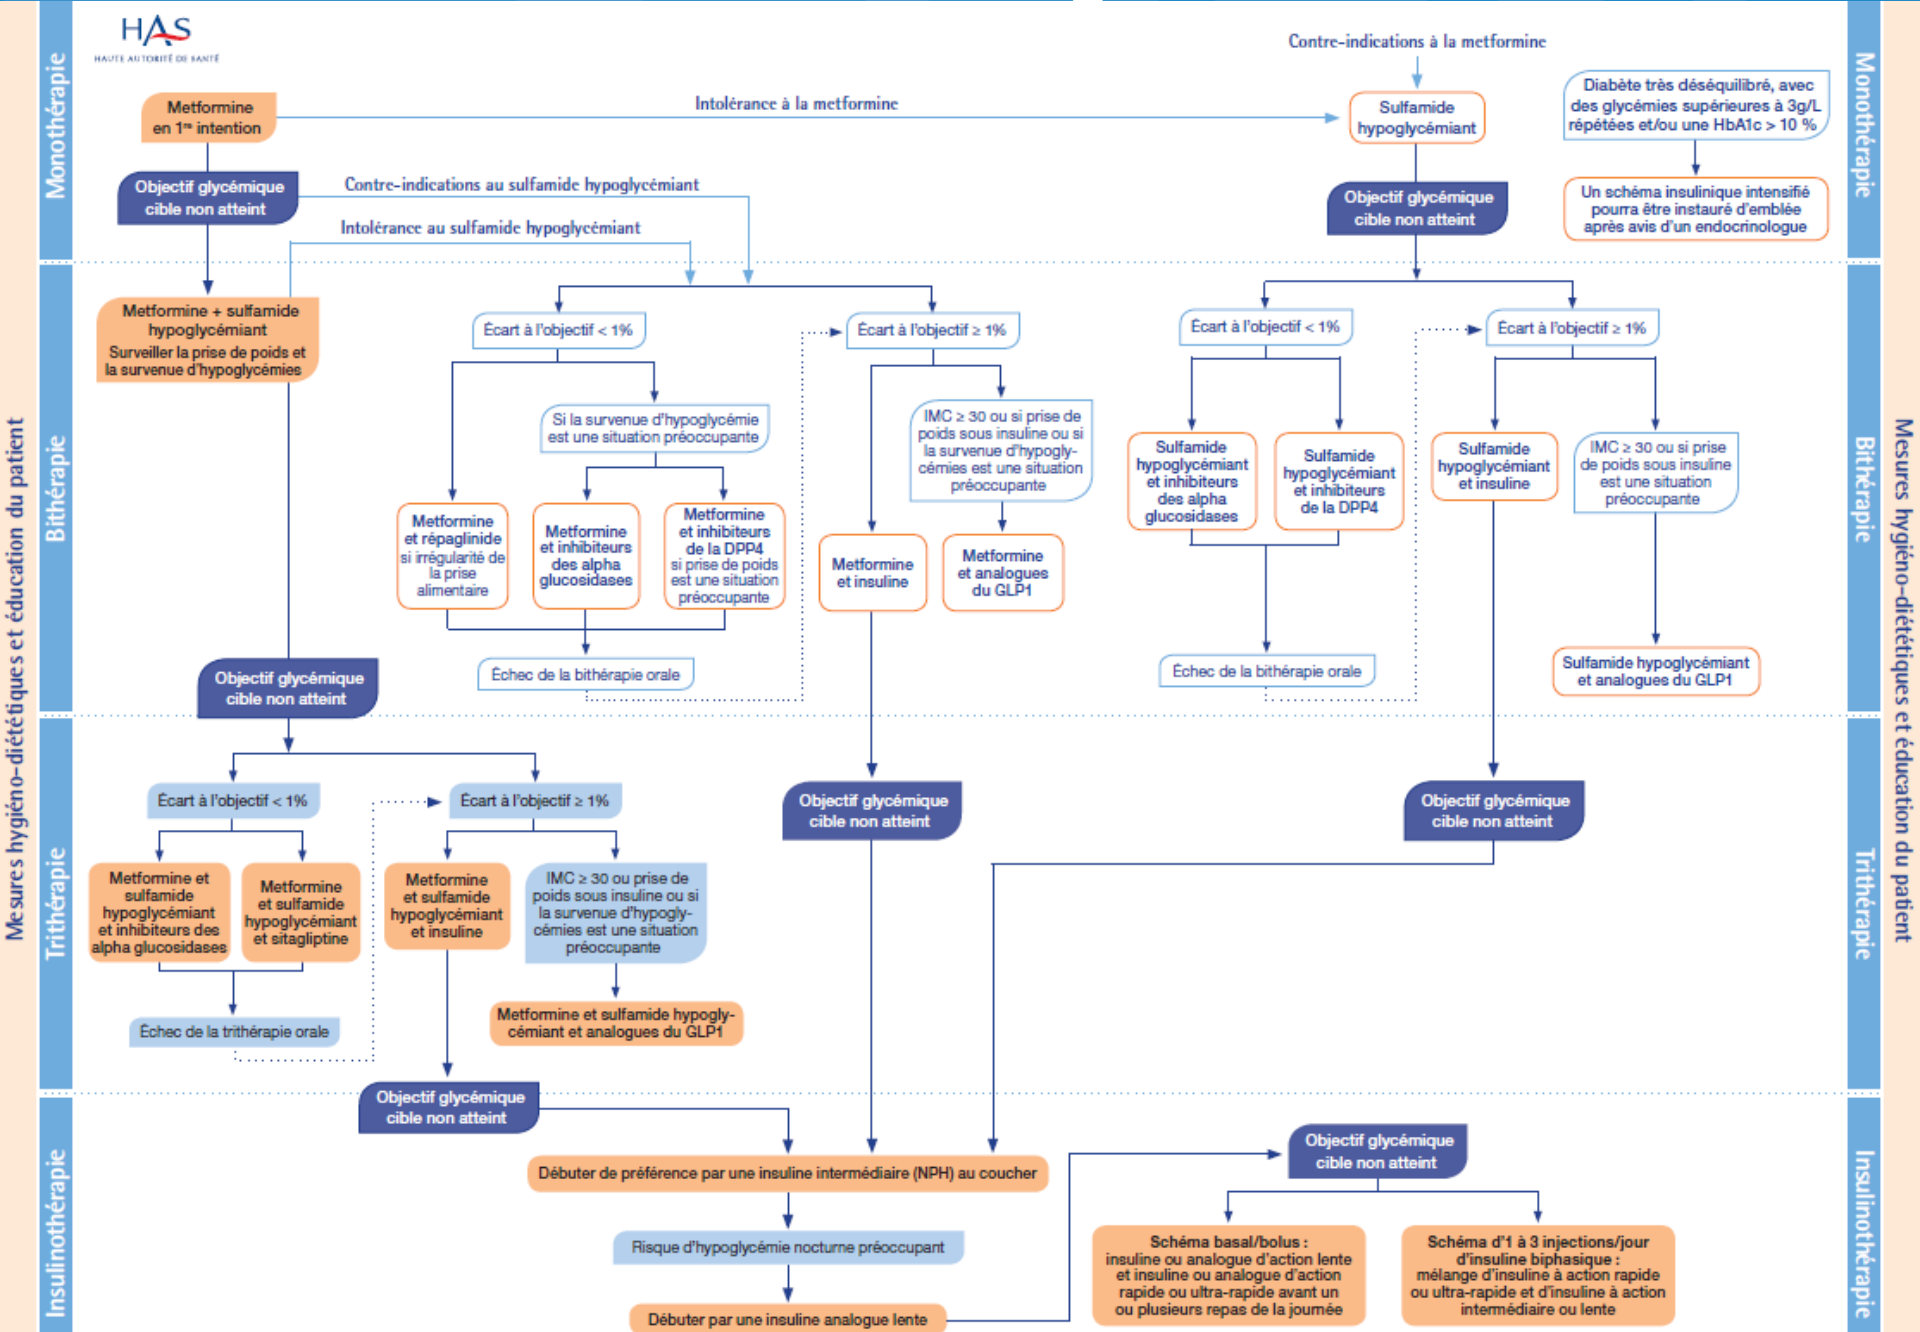 HAS
HAUTE AUTORITÉ DE SANTÉ
Mesures hygiéno-diététiques et éducation du patient
Monothérapie
Metformine
en 1re intention
Intolérance à la metformine
Contre-indications à la metformine
Sulfamide
hypoglycémiant
Diabète très déséquilibré, avec
des glycémies supérieures à 3g/L
répétées et/ou une HbA1c > 10 %
Objectif glycémique
cible non atteint
Contre-indications au sulfamide hypoglycémiant
Intolérance au sulfamide hypoglycémiant
Objectif glycémique
cible non atteint
Un schéma insulinique intensifié
pourra être instauré d'emblée
après avis d'un endocrinologue
Monothérapie
Bithérapie
Metformine + sulfamide
hypoglycémiant
Surveiller la prise de poids et
la survenue d'hypoglycémies
Écart à l'objectif < 1%
Écart à l'objectif ≥ 1%
Si la survenue d'hypoglycémie
est une situation préoccupante
IMC ≥ 30 ou si prise de
poids sous insuline ou si
la survenue d'hypogly-
cémies est une situation
préoccupante
Metformine
et répaglinide
si irrégularité de
la prise
alimentaire
Metformine
et inhibiteurs
des alpha
glucosidases
Metformine
et inhibiteurs
de la DPP4
si prise de poids
est une situation
préoccupante
Metformine
et insuline
Metformine
et analogues
du GLP1
Échec de la bithérapie orale
Écart à l'objectif < 1%
Écart à l'objectif ≥ 1%
Sulfamide
hypoglycémiant
et inhibiteurs
des alpha
glucosidases
Sulfamide
hypoglycémiant
et inhibiteurs
de la DPP4
Sulfamide
hypoglycémiant
et insuline
IMC ≥ 30 ou si prise
de poids sous insuline
est une situation
préoccupante
Échec de la bithérapie orale
Sulfamide hypoglycémiant
et analogues du GLP1
Bithérapie
Objectif glycémique
cible non atteint
Trithérapie
Écart à l'objectif < 1%
Écart à l'objectif ≥ 1%
Metformine et
sulfamide
hypoglycémiant
et inhibiteurs des
alpha glucosidases
Metformine
et sulfamide
hypoglycémiant
et sitagliptine
Metformine
et sulfamide
hypoglycémiant
et insuline
IMC ≥ 30 ou prise de
poids sous insuline ou si
la survenue d'hypogly-
cémies est une situation
préoccupante
Échec de la trithérapie orale
Metformine et sulfamide hypogly-
cémiant et analogues du GLP1
Objectif glycémique
cible non atteint
Objectif glycémique
cible non atteint
Trithérapie
Objectif glycémique
cible non atteint
Insulinothérapie
Débuter de préférence par une insuline intermédiaire (NPH) au coucher
Risque d'hypoglycémie nocturne préoccupant
Débuter par une insuline analogue lente
Objectif glycémique
cible non atteint
Schéma basal/bolus :
insuline ou analogue d'action lente
et insuline ou analogue d'action
rapide ou ultra-rapide avant un
ou plusieurs repas de la journée
Schéma d'1 à 3 injections/jour
d'insuline biphasique :
mélange d'insuline à action rapide
ou ultra-rapide et d'insuline à action
intermédiaire ou lente
Insulinothérapie
Mesures hygiéno-diététiques et éducation du patient